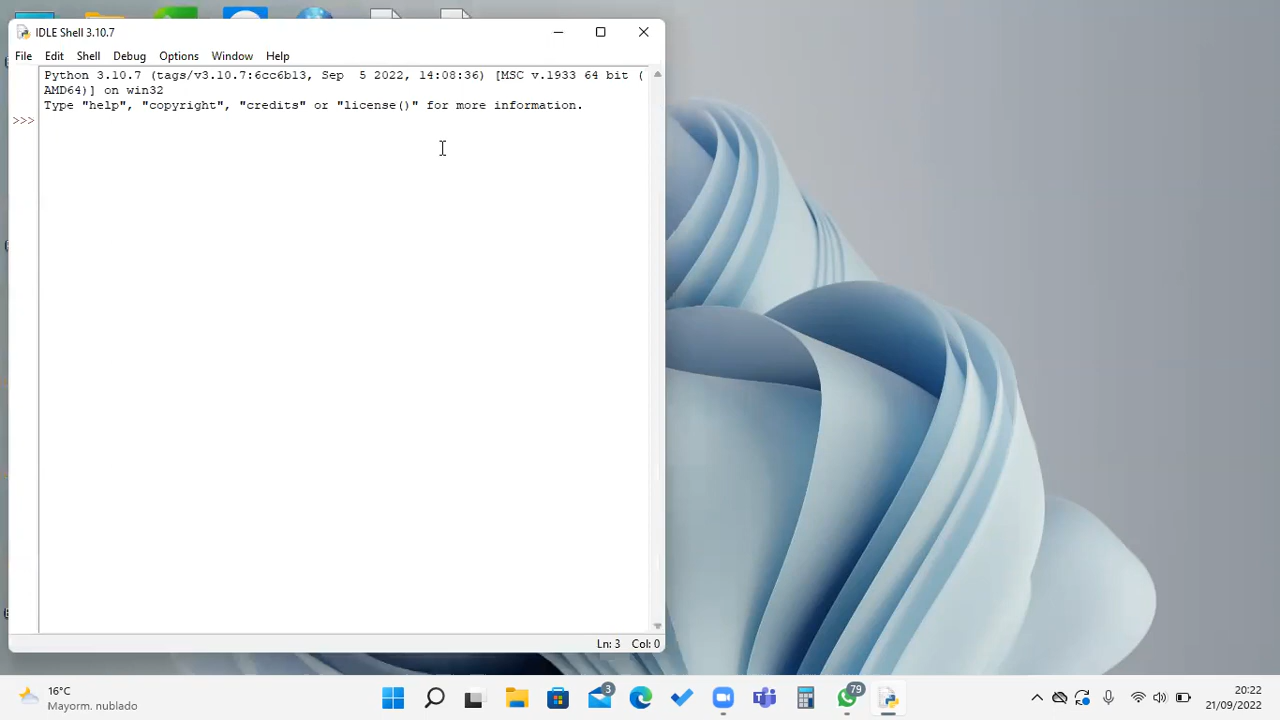 IDLE Shell 3.10.7
File Edit Shell Debug Options Window Help
Python 3.10.7 (tags/v3.10.7:6cc6b13, Sep  5 2022, 14:08:36) [MSC v.1933 64 bit (
AMD64)] on win32
Type "help", "copyright", "credits" or "license()" for more information.
>>>
Ln: 3 Col: 0
16°C
Mayorm. nublado
3
79
20:22
21/09/2022